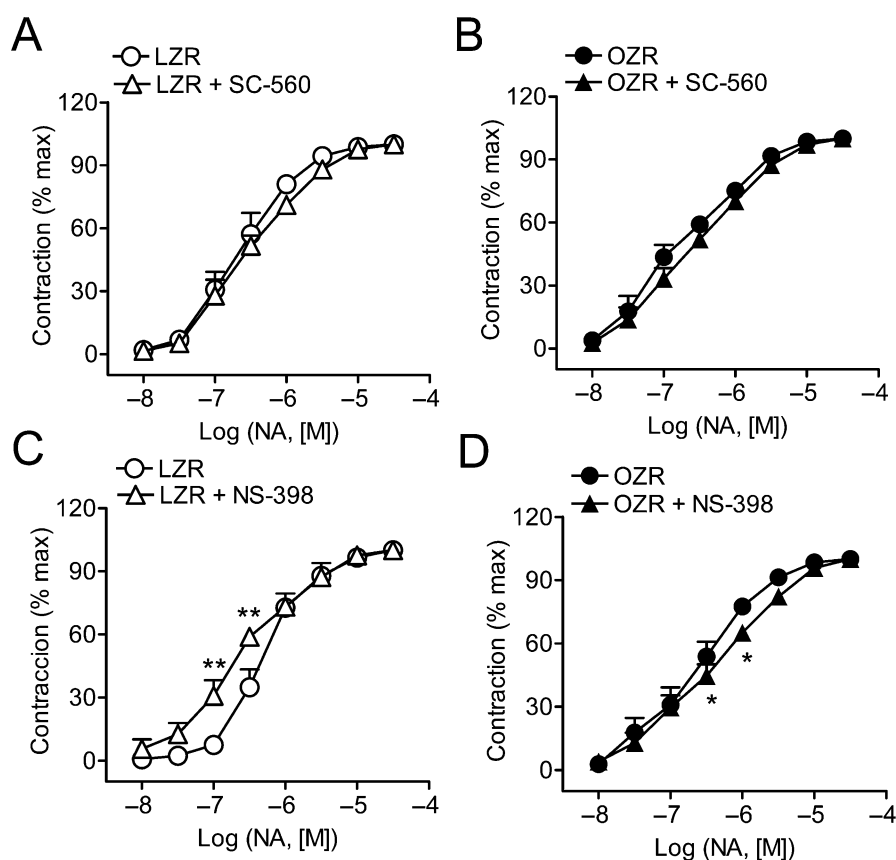 A
LZR
LZR + SC-560
120
90
60
30
0
Contraction (% max)
–8
–7
–6
–5
–4
Log (NA, [M])
B
OZR
OZR + SC-560
120
90
60
30
0
Contraction (% max)
–8
–7
–6
–5
–4
Log (NA, [M])
C
LZR
LZR + NS-398
120
90
60
30
0
Contraccion (% max)
**
**
–8
–7
–6
–5
–4
Log (NA, [M])
D
OZR
OZR + NS-398
120
90
60
30
0
Contraction (% max)
*
*
–8
–7
–6
–5
–4
Log (NA, [M])